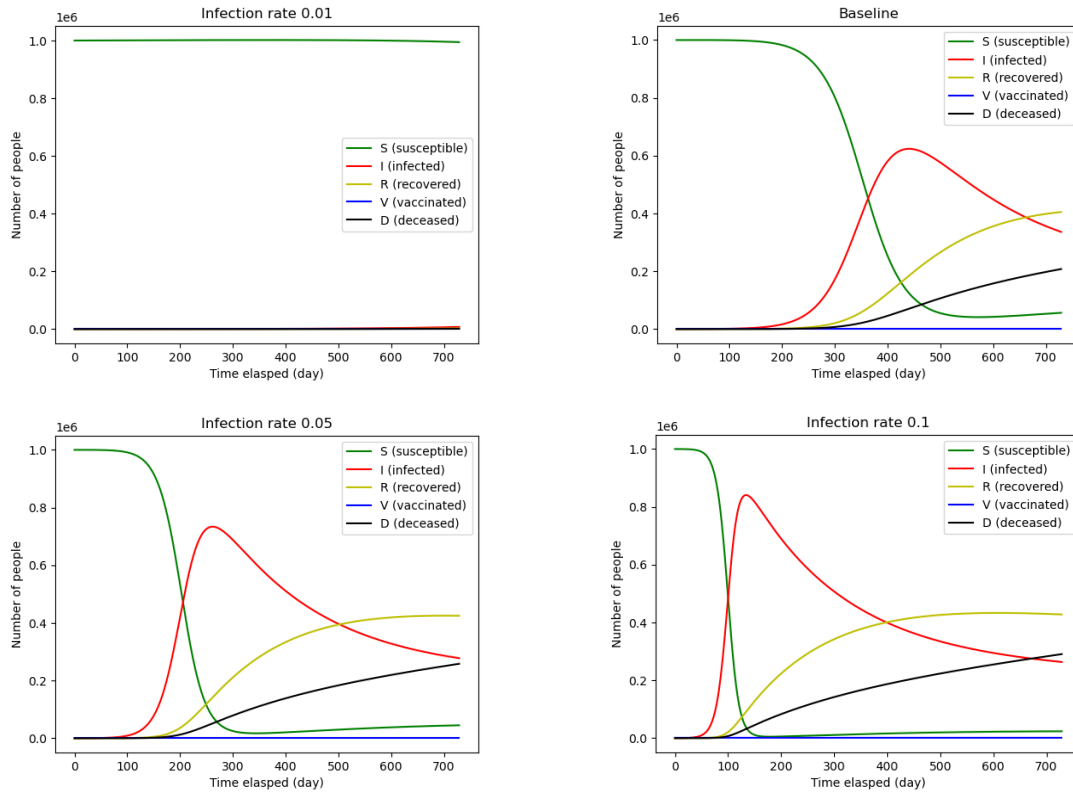 Infection rate 0.01
1e6
1.0
0.8
0.6
0.4
0.2
0.0
Number of people
S (susceptible)
I (infected)
R (recovered)
V (vaccinated)
D (deceased)
0 100 200 300 400 500 600 700
Time elasped (day)
Baseline
1e6
1.0
0.8
0.6
0.4
0.2
0.0
Number of people
S (susceptible)
I (infected)
R (recovered)
V (vaccinated)
D (deceased)
0 100 200 300 400 500 600 700
Time elasped (day)
Infection rate 0.05
1e6
1.0
0.8
0.6
0.4
0.2
0.0
Number of people
S (susceptible)
I (infected)
R (recovered)
V (vaccinated)
D (deceased)
0 100 200 300 400 500 600 700
Time elasped (day)
Infection rate 0.1
1e6
1.0
0.8
0.6
0.4
0.2
0.0
Number of people
S (susceptible)
I (infected)
R (recovered)
V (vaccinated)
D (deceased)
0 100 200 300 400 500 600 700
Time elasped (day)